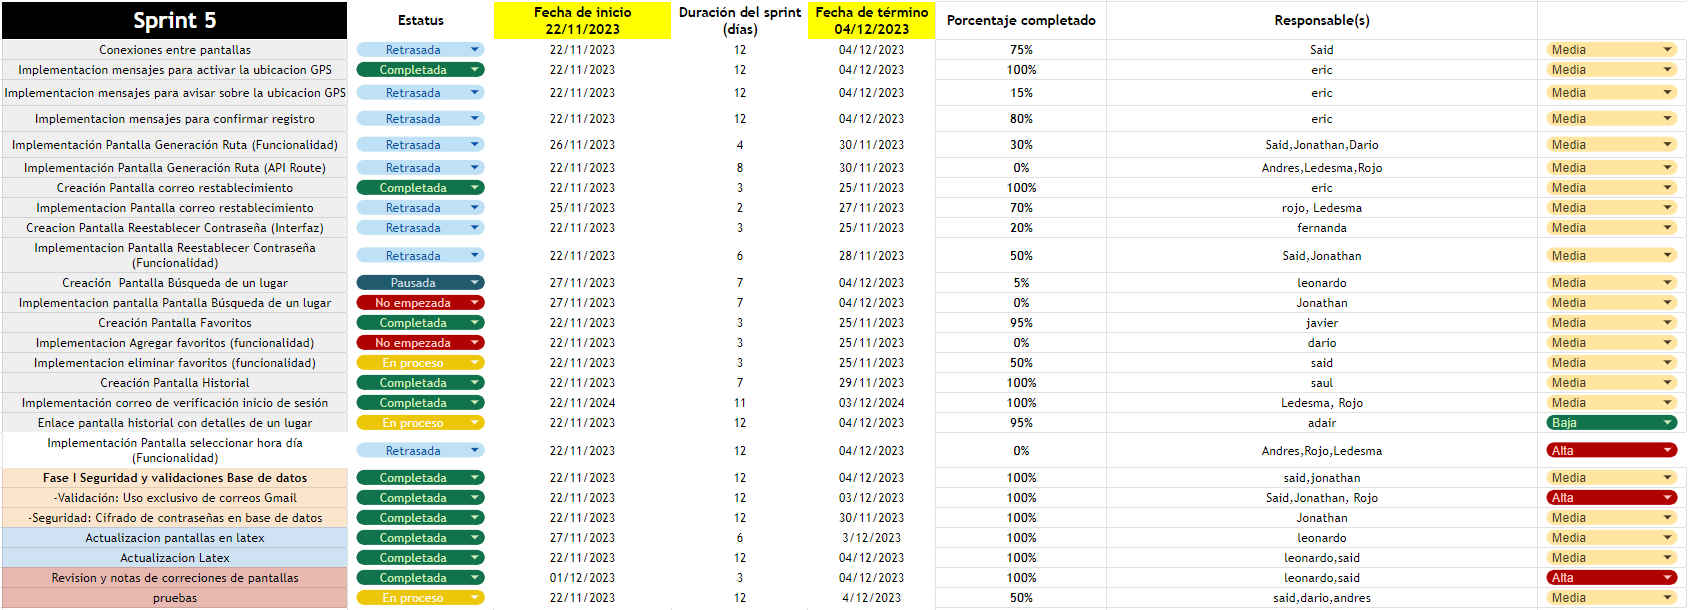 Sprint 5 Estatus Fecha de inicio 22/11/2023 Duración del sprint (días) Fecha de término 04/12/2023 Porcentaje completado Responsable(s)
Conexiones entre pantallas Retrasada 22/11/2023 12 04/12/2023 75% Said Media
Implementacion mensajes para activar la ubicacion GPS Completada 22/11/2023 12 04/12/2023 100% eric Media
Implementacion mensajes para avisar sobre la ubicacion GPS Retrasada 22/11/2023 12 04/12/2023 15% eric Media
Implementacion mensajes para confirmar registro Retrasada 22/11/2023 12 04/12/2023 80% eric Media
Implementación Pantalla Generación Ruta (Funcionalidad) Retrasada 26/11/2023 4 30/11/2023 30% Said,Jonathan,Dario Media
Implementación Pantalla Generación Ruta (API Route) Retrasada 22/11/2023 8 30/11/2023 0% Andres,Ledesma,Rojo Media
Creación Pantalla correo restablecimiento Completada 22/11/2023 3 25/11/2023 100% eric Media
Implementacion Pantalla correo restablecimiento Retrasada 25/11/2023 2 27/11/2023 70% rojo, Ledesma Media
Creacion Pantalla Reestablecer Contraseña (Interfaz) Retrasada 22/11/2023 3 25/11/2023 20% fernanda Media
Implementacion Pantalla Reestablecer Contraseña
(Funcionalidad) Retrasada 22/11/2023 6 28/11/2023 50% Said,Jonathan Media
Creación  Pantalla Búsqueda de un lugar Pausada 27/11/2023 7 04/12/2023 5% leonardo Media
Implementacion pantalla Pantalla Búsqueda de un lugar No empezada 27/11/2023 7 04/12/2023 0% Jonathan Media
Creación Pantalla Favoritos Completada 22/11/2023 3 25/11/2023 95% javier Media
Implementacion Agregar favoritos (funcionalidad) No empezada 22/11/2023 3 25/11/2023 0% dario Media
Implementacion eliminar favoritos (funcionalidad) En proceso 22/11/2023 3 25/11/2023 50% said Media
Creación Pantalla Historial Completada 22/11/2023 7 29/11/2023 100% saul Media
Implementación correo de verificación inicio de sesión Completada 22/11/2024 11 03/12/2024 100% Ledesma, Rojo Media
Enlace pantalla historial con detalles de un lugar En proceso 22/11/2023 12 04/12/2023 95% adair Baja
Implementación Pantalla seleccionar hora día
(Funcionalidad) Retrasada 22/11/2023 12 04/12/2023 0% Andres,Rojo,Ledesma Alta
Fase I Seguridad y validaciones Base de datos Completada 22/11/2023 12 04/12/2023 100% said,jonathan Media
-Validación: Uso exclusivo de correos Gmail Completada 22/11/2023 12 03/12/2023 100% Said,Jonathan, Rojo Alta
-Seguridad: Cifrado de contraseñas en base de datos Completada 22/11/2023 12 30/11/2023 100% Jonathan Media
Actualizacion pantallas en latex Completada 27/11/2023 6 3/12/2023 100% leonardo Media
Actualizacion Latex Completada 22/11/2023 12 04/12/2023 100% leonardo,said Media
Revision y notas de correciones de pantallas Completada 01/12/2023 3 04/12/2023 100% leonardo,said Alta
pruebas En proceso 22/11/2023 12 4/12/2023 50% said,dario,andres Media